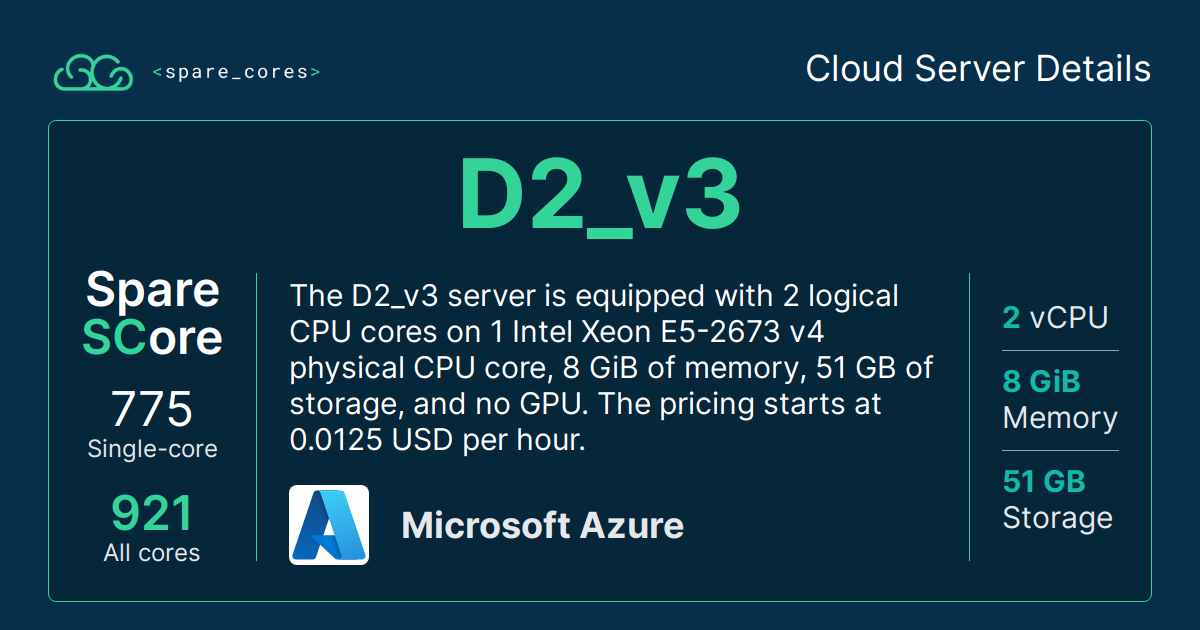 <spare_cores>
Cloud Server Details
D2_v3
Spare
SCore
775
Single-core
921
All cores
The D2_v3 server is equipped with 2 logical
CPU cores on 1 Intel Xeon E5-2673 v4
physical CPU core, 8 GiB of memory, 51 GB of
storage, and no GPU. The pricing starts at
0.0125 USD per hour.
Microsoft Azure
2 vCPU
8 GiB
Memory
51 GB
Storage